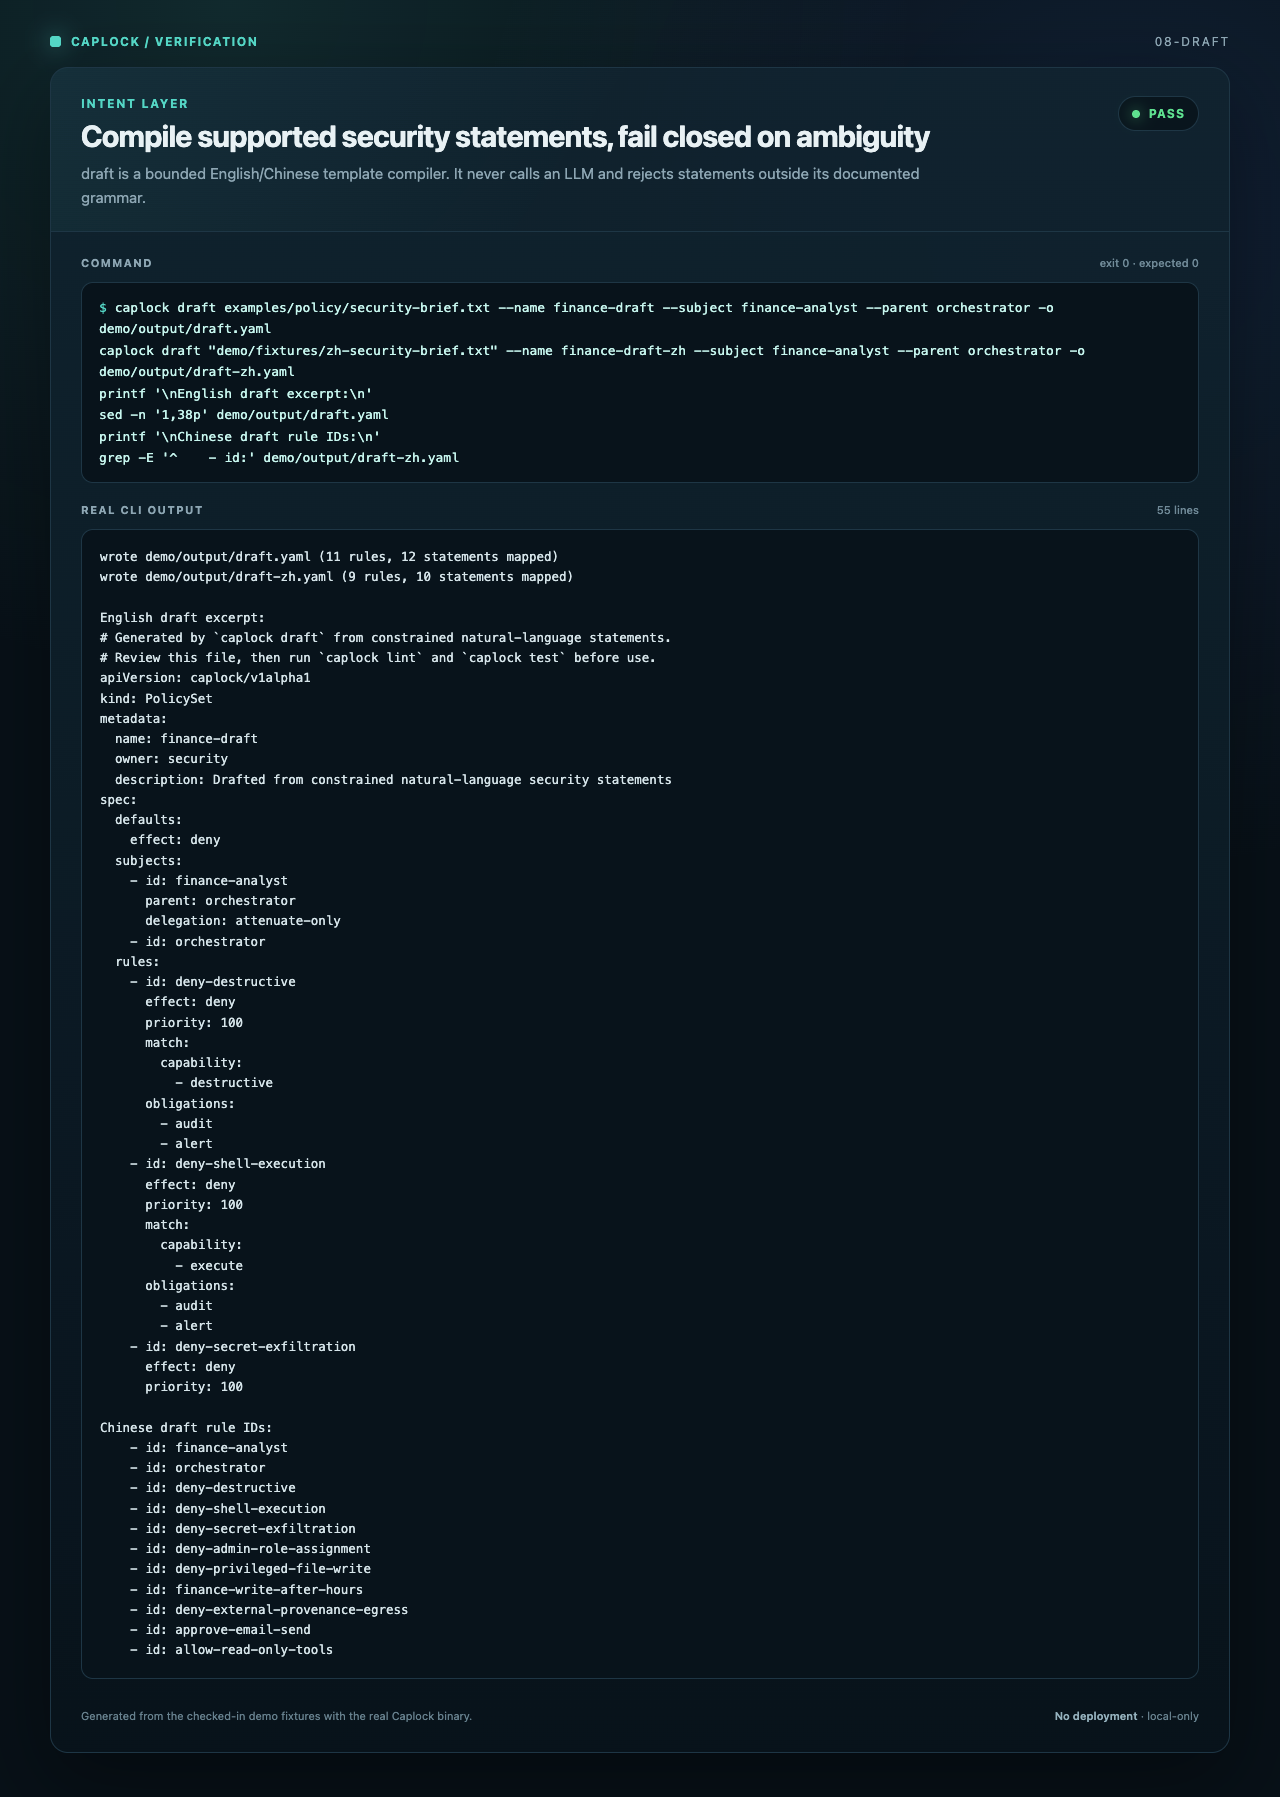 CAPLOCK / VERIFICATION
08-DRAFT
INTENT LAYER
Compile supported security statements, fail closed on ambiguity
PASS
draft is a bounded English/Chinese template compiler. It never calls an LLM and rejects statements outside its documented
grammar.
COMMAND
exit 0 · expected 0
$ caplock draft examples/policy/security-brief.txt --name finance-draft --subject finance-analyst --parent orchestrator -o
demo/output/draft.yaml
caplock draft "demo/fixtures/zh-security-brief.txt" --name finance-draft-zh --subject finance-analyst --parent orchestrator -o
demo/output/draft-zh.yaml
printf '\nEnglish draft excerpt:\n'
sed -n '1,38p' demo/output/draft.yaml
printf '\nChinese draft rule IDs:\n'
grep -E '^    - id:' demo/output/draft-zh.yaml
REAL CLI OUTPUT
55 lines
wrote demo/output/draft.yaml (11 rules, 12 statements mapped)
wrote demo/output/draft-zh.yaml (9 rules, 10 statements mapped)
English draft excerpt:
# Generated by `caplock draft` from constrained natural-language statements.
# Review this file, then run `caplock lint` and `caplock test` before use.
apiVersion: caplock/v1alpha1
kind: PolicySet
metadata:
  name: finance-draft
  owner: security
  description: Drafted from constrained natural-language security statements
spec:
  defaults:
    effect: deny
  subjects:
    - id: finance-analyst
      parent: orchestrator
      delegation: attenuate-only
    - id: orchestrator
  rules:
    - id: deny-destructive
      effect: deny
      priority: 100
      match:
        capability:
          - destructive
      obligations:
        - audit
        - alert
    - id: deny-shell-execution
      effect: deny
      priority: 100
      match:
        capability:
          - execute
      obligations:
        - audit
        - alert
    - id: deny-secret-exfiltration
      effect: deny
      priority: 100
Chinese draft rule IDs:
    - id: finance-analyst
    - id: orchestrator
    - id: deny-destructive
    - id: deny-shell-execution
    - id: deny-secret-exfiltration
    - id: deny-admin-role-assignment
    - id: deny-privileged-file-write
    - id: finance-write-after-hours
    - id: deny-external-provenance-egress
    - id: approve-email-send
    - id: allow-read-only-tools
Generated from the checked-in demo fixtures with the real Caplock binary.
No deployment · local-only